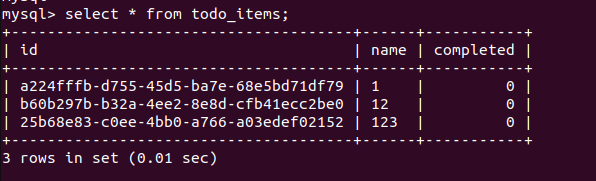 mysql> select * from todo_items;
+--------------------------------------+------+-----------+
| id                                   | name | completed |
+--------------------------------------+------+-----------+
| a224fffb-d755-45d5-ba7e-68e5bd71df79 | 1    |         0 |
| b60b297b-b32a-4ee2-8e8d-cfb41ecc2be0 | 12   |         0 |
| 25b68e83-c0ee-4bb0-a766-a03edef02152 | 123  |         0 |
+--------------------------------------+------+-----------+
3 rows in set (0.01 sec)